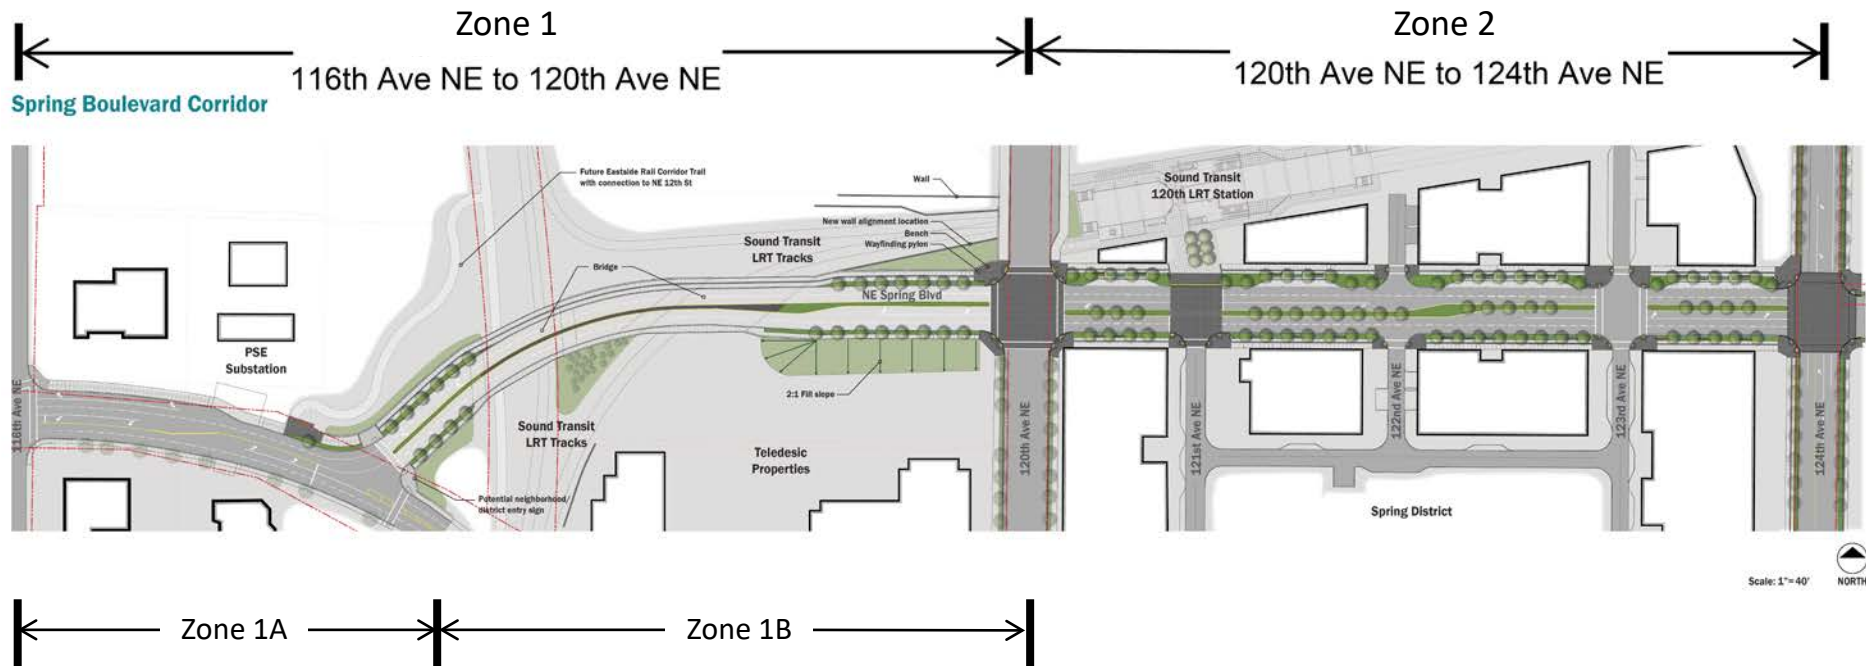 Zone 1
Zone 2
116th Ave NE to 120th Ave NE
120th Ave NE to 124th Ave NE
Spring Boulevard Corridor
Future Eastside Rail Corridor Trail
with connection to NE 12th St
Wall
Sound Transit
120th LRT Station
New wall alignment location
Bench
Wayfinding pylon
Sound Transit
LRT Tracks
Bridge
NE Spring Blvd
PSE
Substation
2:1 Fill slope
116th Ave NE
Sound Transit
LRT Tracks
Teledesic
Properties
120th Ave NE
121st Ave NE
122nd Ave NE
123rd Ave NE
124th Ave NE
Potential neighborhood/
district entry sign
Spring District
Scale: 1"= 40'
NORTH
Zone 1A
Zone 1B